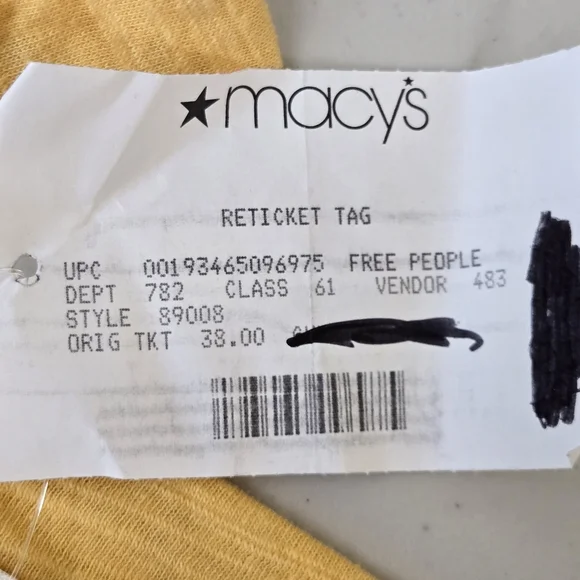 macy's
RETICKET TAG
UPC 00193465096975 FREE PEOPLE
DEPT 782 CLASS 61 VENDOR 483
STYLE 89008
ORIG TKT 38.00